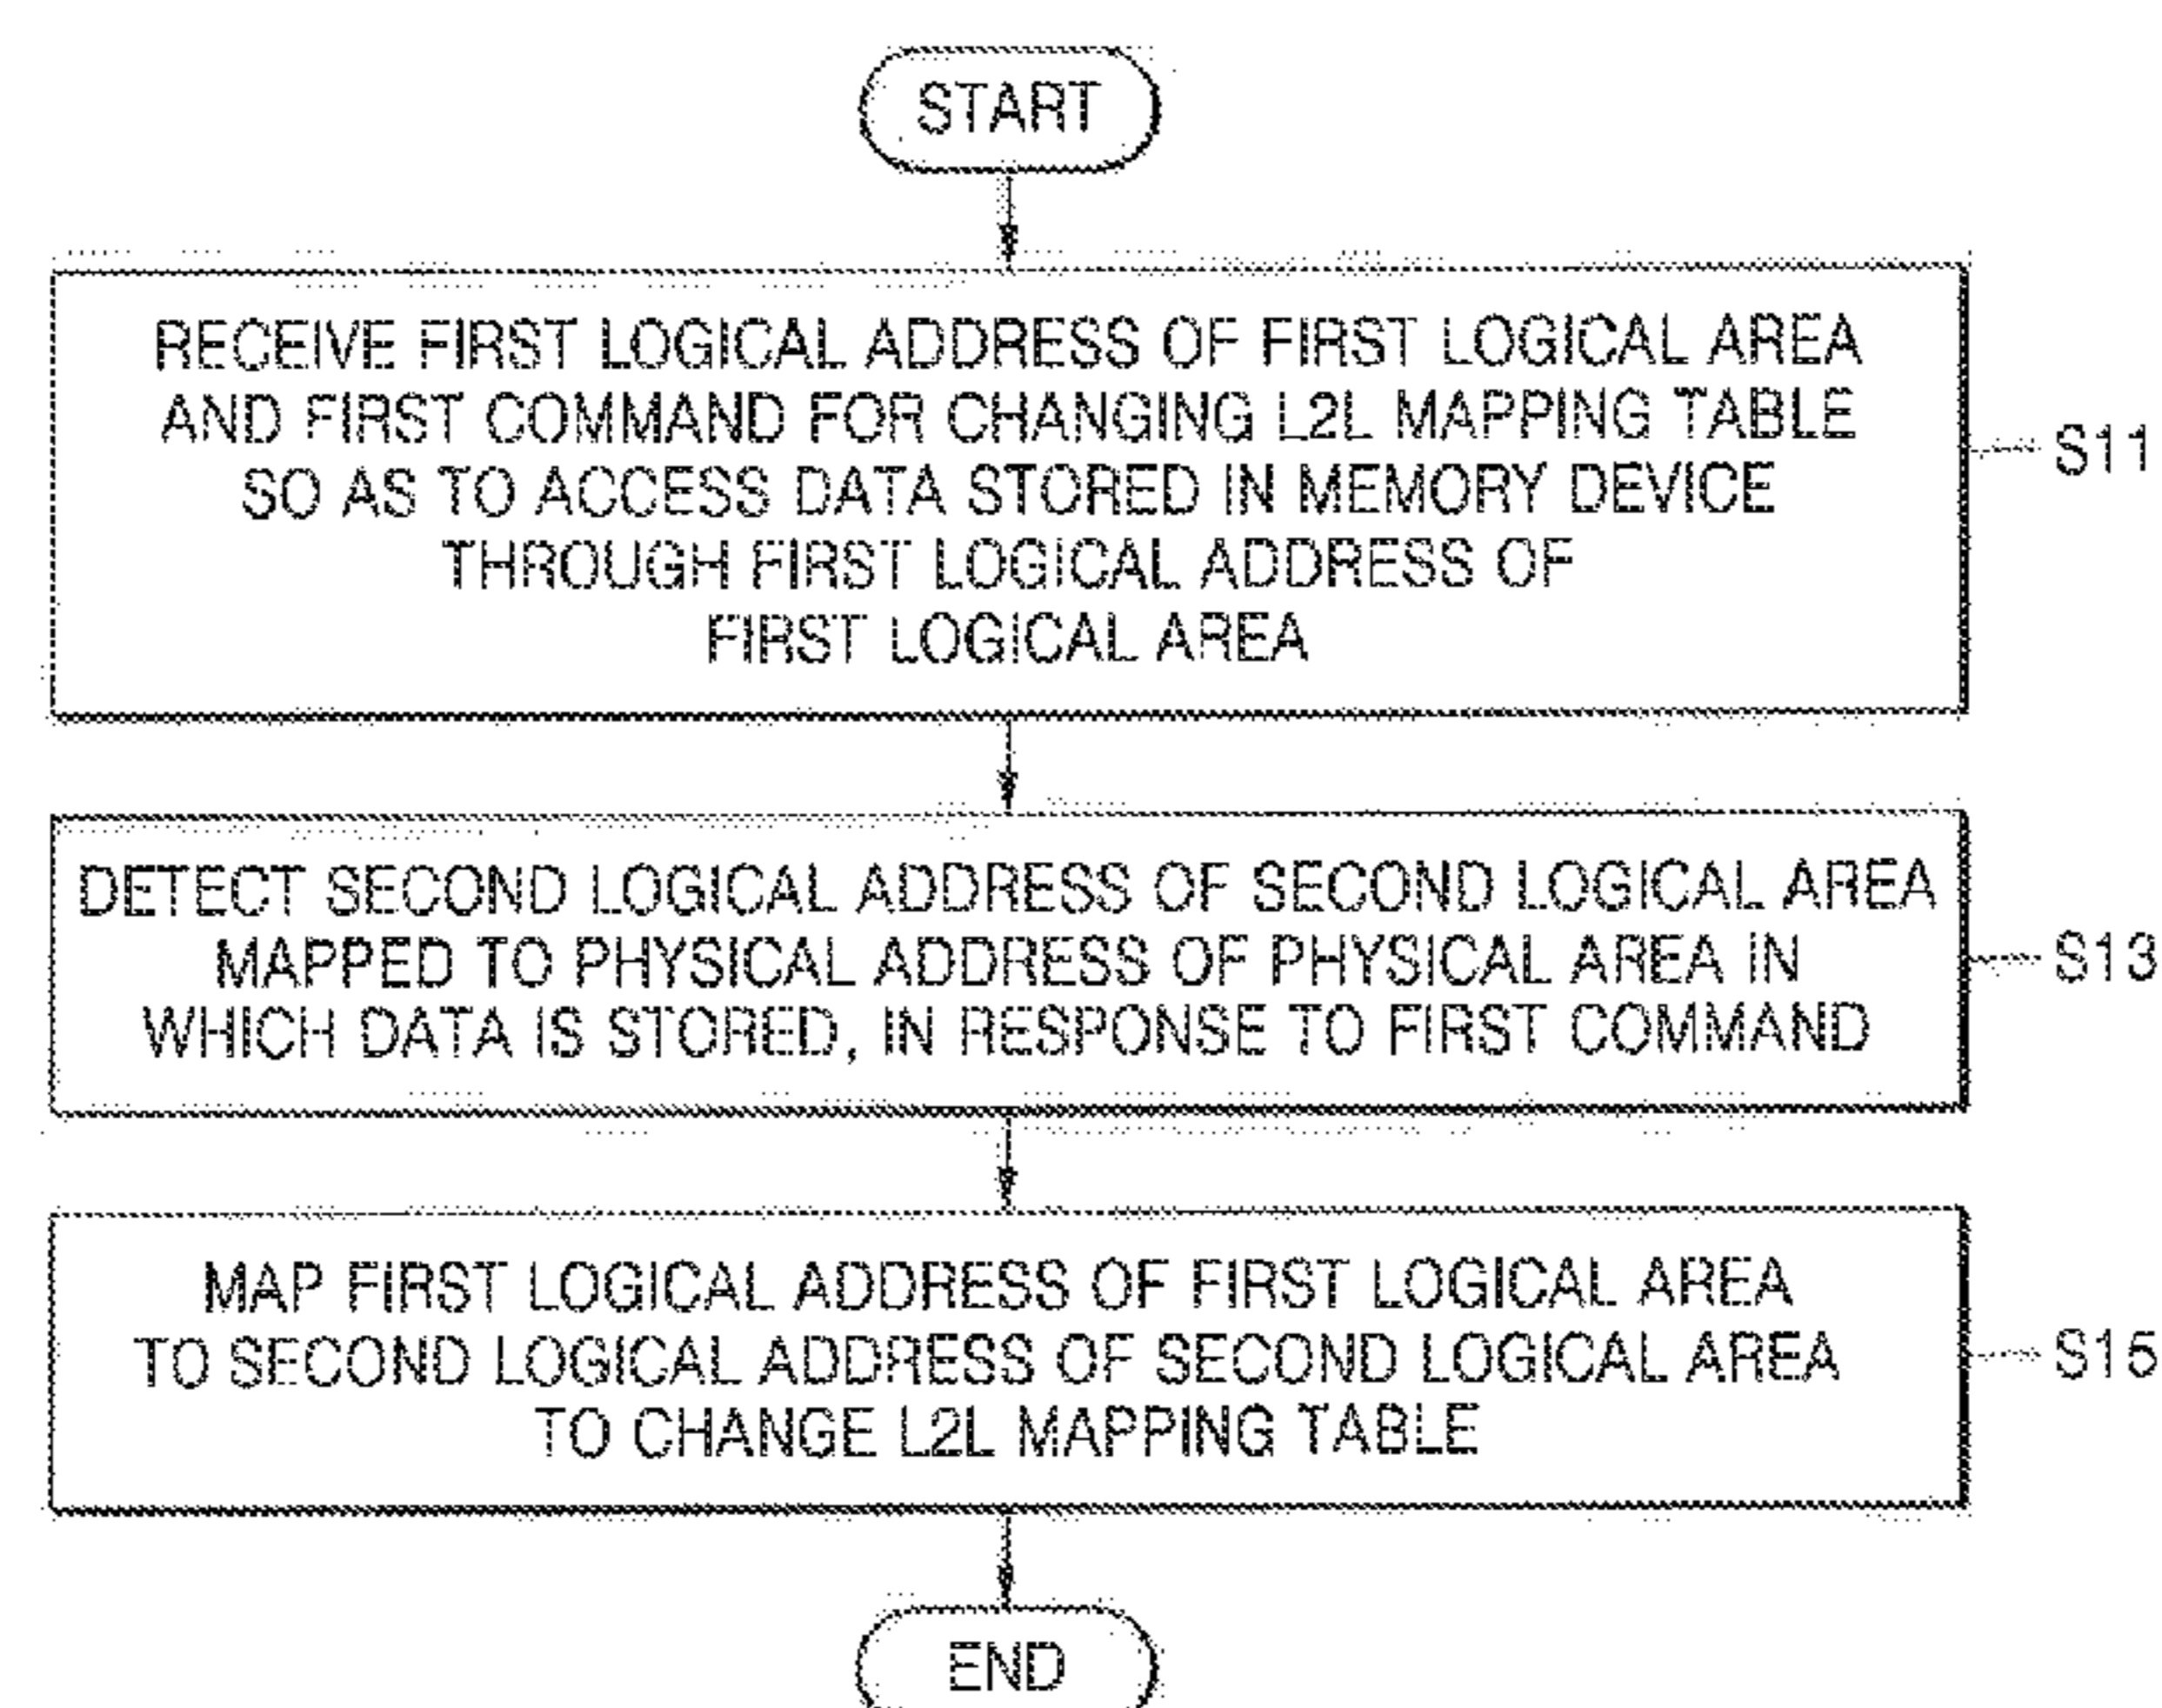 START
RECEIVE FIRST LOGICAL ADDRESS OF FIRST LOGICAL AREA
AND FIRST COMMAND FOR CHANGING L2L MAPPING TABLE
SO AS TO ACCESS DATA STORED IN MEMORY DEVICE
THROUGH FIRST LOGICAL ADDRESS OF
FIRST LOGICAL AREA
S11
DETECT SECOND LOGICAL ADDRESS OF SECOND LOGICAL AREA
MAPPED TO PHYSICAL ADDRESS OF PHYSICAL AREA IN
WHICH DATA IS STORED, IN RESPONSE TO FIRST COMMAND
S13
MAP FIRST LOGICAL ADDRESS OF FIRST LOGICAL AREA
TO SECOND LOGICAL ADDRESS OF SECOND LOGICAL AREA
TO CHANGE L2L MAPPING TABLE
S15
END